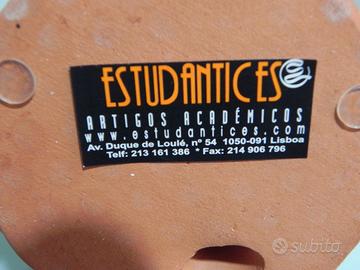 ESTUDANTICES
ARTIGOS ACADÉMICOS
www.estudantices.com
Av. Duque de Loulé, nº 54 1050-091 Lisboa
Telf: 213 161 386 * Fax: 214 906 796
subito